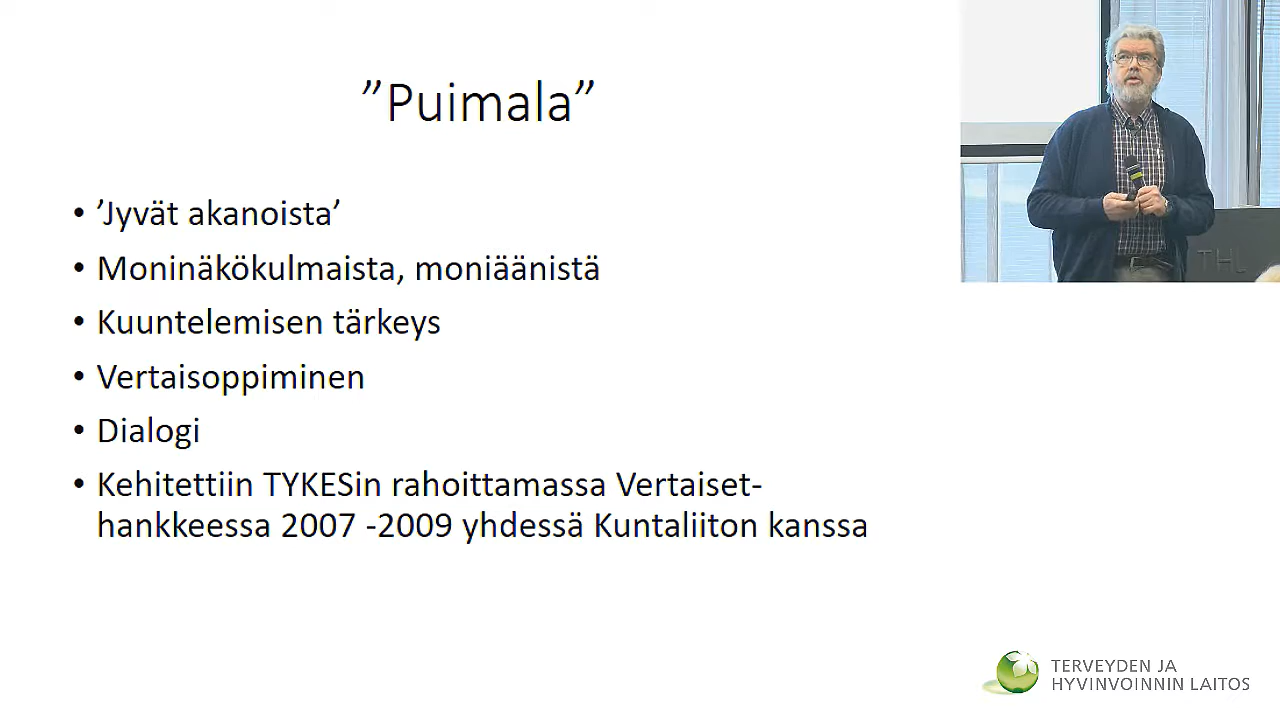 ”Puimala”
• ’Jyvät akanoista’
• Moninäkökulmaista, moniäänistä
• Kuuntelemisen tärkeys
• Vertaisoppiminen
• Dialogi
• Kehitettiin TYKESin rahoittamassa Vertaiset-
hankkeessa 2007 -2009 yhdessä Kuntaliiton kanssa
THL
TERVEYDEN JA
HYVINVOINNIN LAITOS